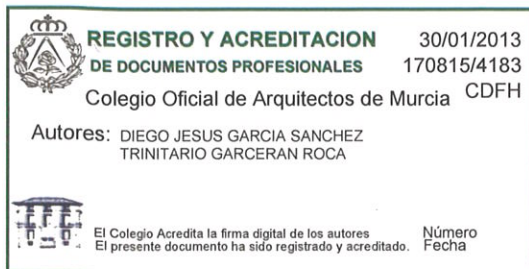 REGISTRO Y ACREDITACION 30/01/2013
DE DOCUMENTOS PROFESIONALES 170815/4183
Colegio Oficial de Arquitectos de Murcia CDFH
Autores: DIEGO JESUS GARCIA SANCHEZ
TRINITARIO GARCERAN ROCA
El Colegio Acredita la firma digital de los autores Número
El presente documento ha sido registrado y acreditado. Fecha